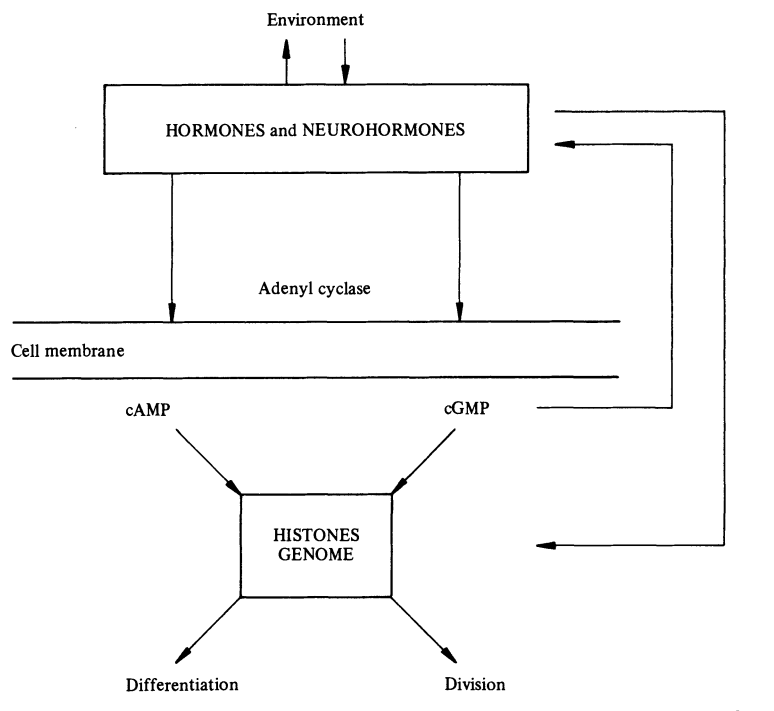 Environment
HORMONES and NEUROHORMONES
Adenyl cyclase
Cell membrane
cAMP
cGMP
HISTONES
GENOME
Differentiation
Division